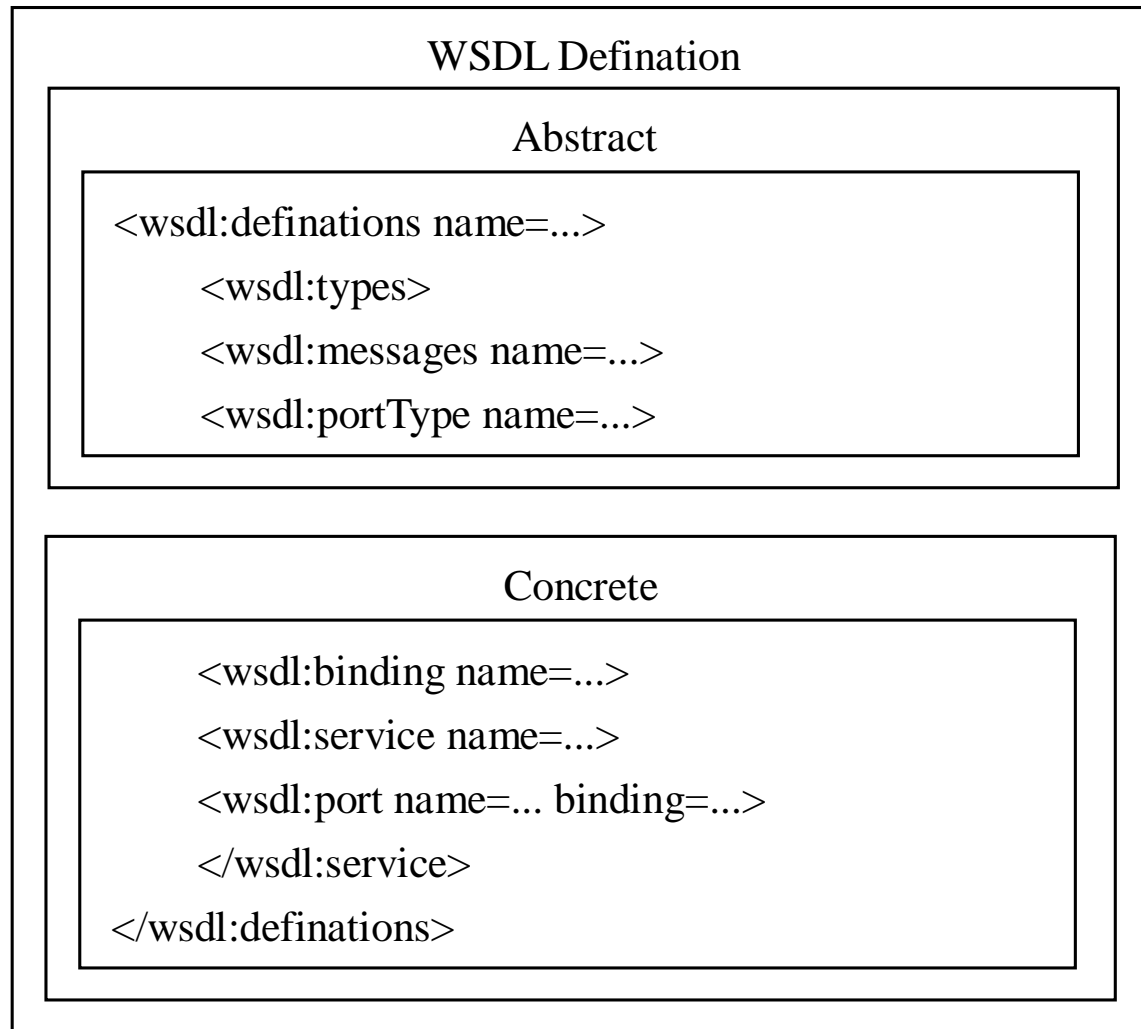 WSDL Defination
Abstract
<wsdl:definations name=...>
<wsdl:types>
<wsdl:messages name=...>
<wsdl:portType name=...>
Concrete
<wsdl:binding name=...>
<wsdl:service name=...>
<wsdl:port name=... binding=...>
</wsdl:service>
</wsdl:definations>